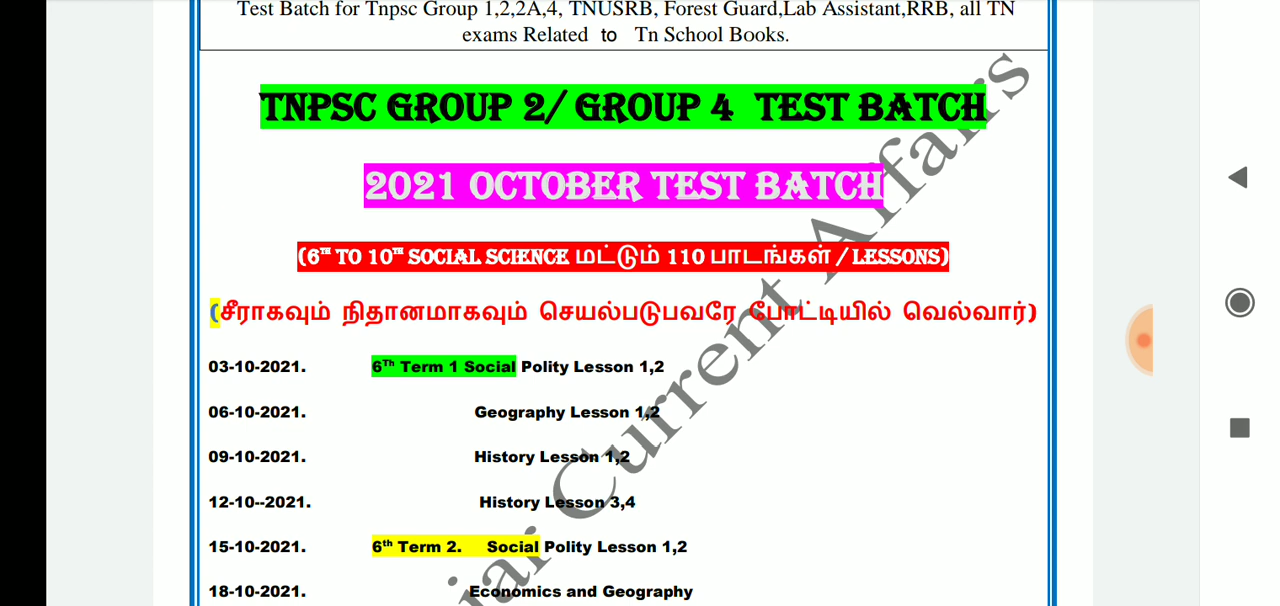 Test Batch for Tnpsc Group 1,2,2A,4, TNUSRB, Forest Guard,Lab Assistant,RRB, all TN
exams Related to Tn School Books.
TNPSC GROUP 2/ GROUP 4 TEST BATCH
2021 OCTOBER TEST BATCH
(6TH TO 10TH SOCIAL SCIENCE மட்டும் 110 பாடங்கள் / LESSONS)
(சீராகவும் நிதானமாகவும் செயல்படுபவரே போட்டியில் வெல்வார்)
03-10-2021. 6Th Term 1 Social Polity Lesson 1,2
06-10-2021. Geography Lesson 1,2
09-10-2021. History Lesson 1,2
12-10--2021. History Lesson 3,4
15-10-2021. 6th Term 2. Social Polity Lesson 1,2
18-10-2021. Economics and Geography
Current Affairs